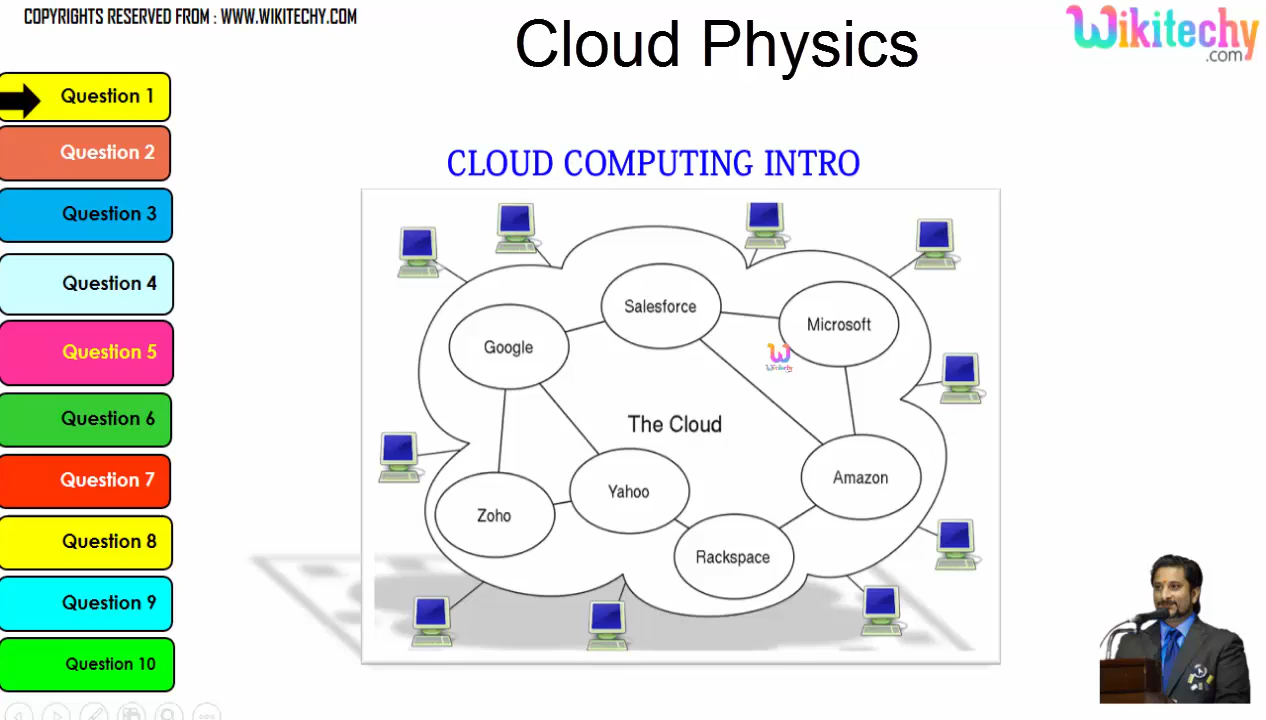 COPYRIGHTS RESERVED FROM : WWW.WIKITECHY.COM
Cloud Physics
Wikitechy
.com
Question 1
Question 2
Question 3
Question 4
Question 5
Question 6
Question 7
Question 8
Question 9
Question 10
CLOUD COMPUTING INTRO
Salesforce
Microsoft
Google
W
Wikitechy
The Cloud
Amazon
Yahoo
Zoho
Rackspace